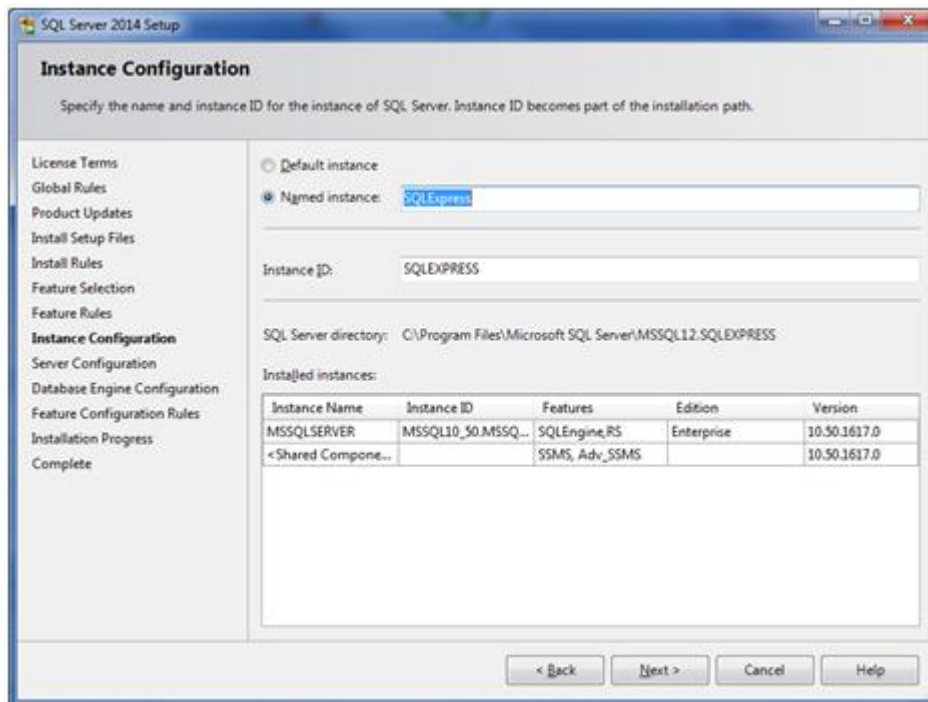 SQL Server 2014 Setup
Instance Configuration
Specify the name and instance ID for the instance of SQL Server. Instance ID becomes part of the installation path.
License Terms
Global Rules
Product Updates
Install Setup Files
Install Rules
Feature Selection
Feature Rules
Instance Configuration
Server Configuration
Database Engine Configuration
Feature Configuration Rules
Installation Progress
Complete
Default instance
Named instance: SQLExpress
Instance ID: SQLEXPRESS
SQL Server directory: C:\Program Files\Microsoft SQL Server\MSSQL12.SQLEXPRESS
Installed instances:
Instance Name Instance ID Features Edition Version
MSSQLSERVER MSSQL10_50.MSSQ... SQLEngine,RS Enterprise 10.50.1617.0
<Shared Compone... SSMS, Adv_SSMS 10.50.1617.0
< Back Next > Cancel Help